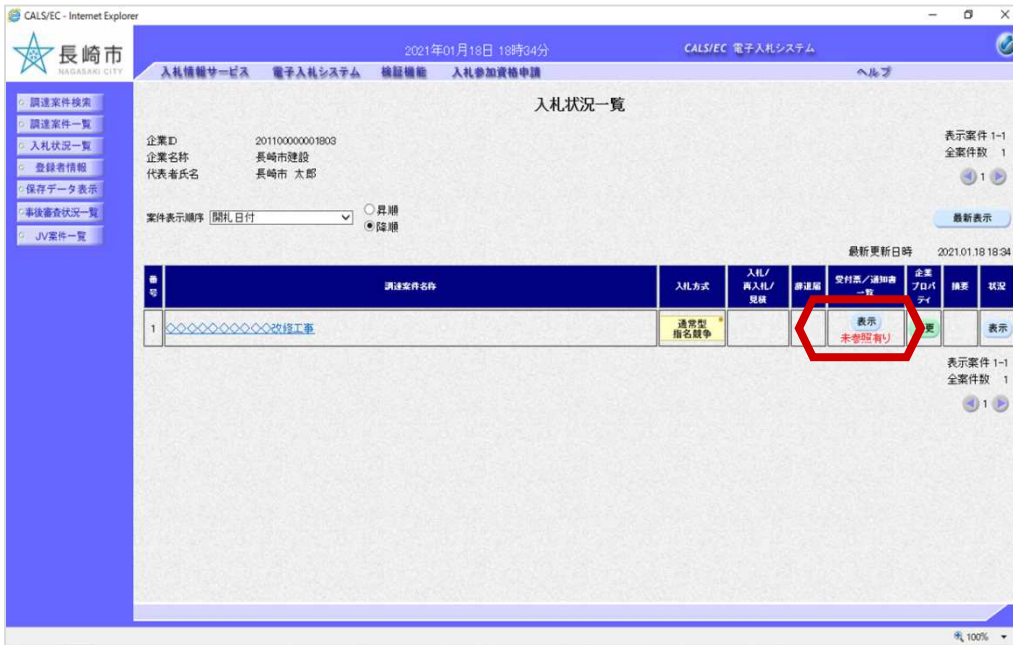 CALS/EC - Internet Explorer
長崎市
NAGASAKI CITY
2021年01月18日 18時34分
CALS/EC 電子入札システム
入札情報サービス 電子入札システム 検証機能 入札参加資格申請 ヘルプ
調達案件検索
調達案件一覧
入札状況一覧
登録者情報
保存データ表示
事後審査状況一覧
JV案件一覧
入札状況一覧
企業ID 201100000001803
企業名称 長崎市建設
代表者氏名 長崎市 太郎
表示案件 1-1
全案件数 1
1
案件表示順序 開札日付
昇順
降順
最新表示
最新更新日時 2021.01.18 18:34
番号 調達案件名称 入札方式 入札/再入札/見積 辞退届 受付票/通知書一覧 企業プロパティ 摘要 状況
1 ◇◇◇◇◇◇◇◇◇◇改修工事 通常型指名競争 表示 未参照有り 更 表示
表示案件 1-1
全案件数 1
1
100%